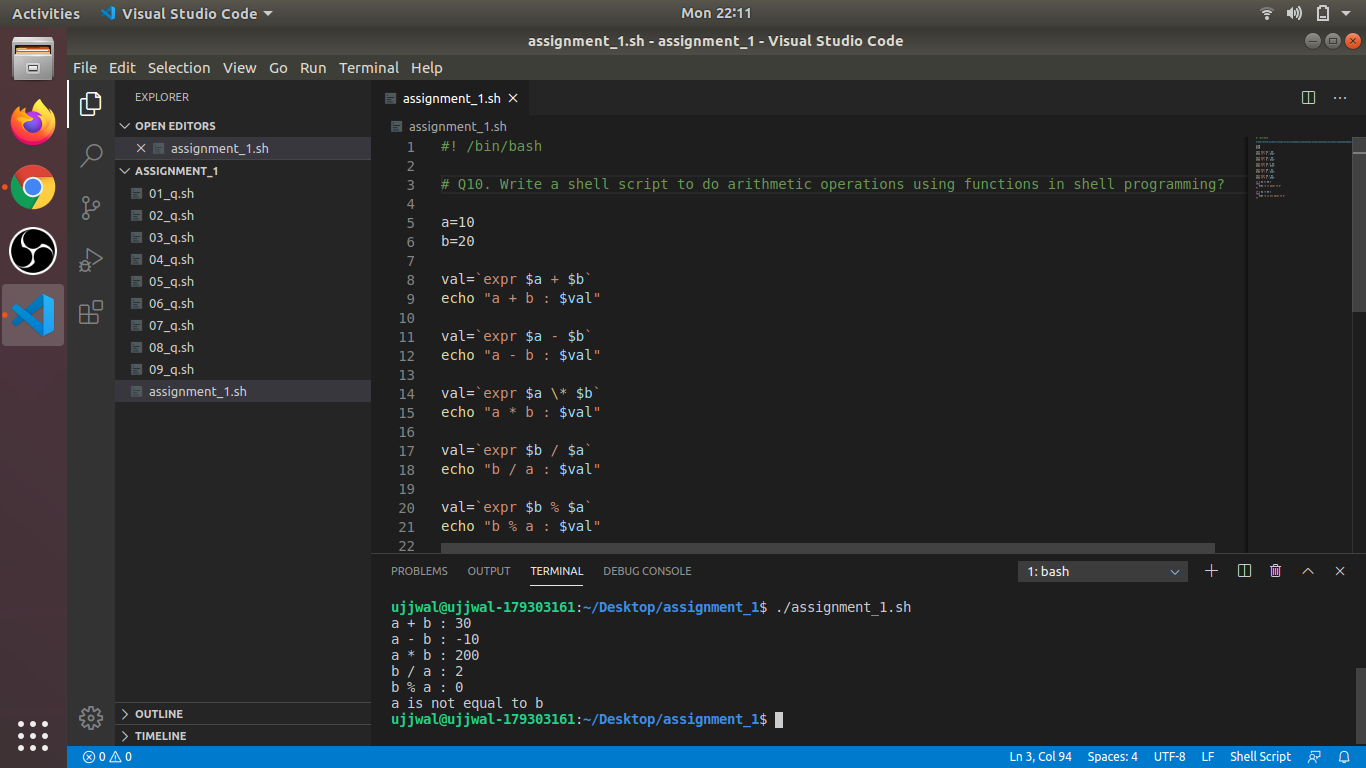 Activities
Visual Studio Code
Mon 22:11
assignment_1.sh - assignment_1 - Visual Studio Code
File Edit Selection View Go Run Terminal Help
EXPLORER
OPEN EDITORS
assignment_1.sh
ASSIGNMENT_1
01_q.sh
02_q.sh
03_q.sh
04_q.sh
05_q.sh
06_q.sh
07_q.sh
08_q.sh
09_q.sh
assignment_1.sh
OUTLINE
TIMELINE
assignment_1.sh
assignment_1.sh
1 #! /bin/bash
2
3 # Q10. Write a shell script to do arithmetic operations using functions in shell programming?
4
5 a=10
6 b=20
7
8 val=`expr $a + $b`
9 echo "a + b : $val"
10
11 val=`expr $a - $b`
12 echo "a - b : $val"
13
14 val=`expr $a \* $b`
15 echo "a * b : $val"
16
17 val=`expr $b / $a`
18 echo "b / a : $val"
19
20 val=`expr $b % $a`
21 echo "b % a : $val"
22
PROBLEMS OUTPUT TERMINAL DEBUG CONSOLE
1: bash
ujjwal@ujjwal-179303161:~/Desktop/assignment_1$ ./assignment_1.sh
a + b : 30
a - b : -10
a * b : 200
b / a : 2
b % a : 0
a is not equal to b
ujjwal@ujjwal-179303161:~/Desktop/assignment_1$
0 0
Ln 3, Col 94 Spaces: 4 UTF-8 LF Shell Script